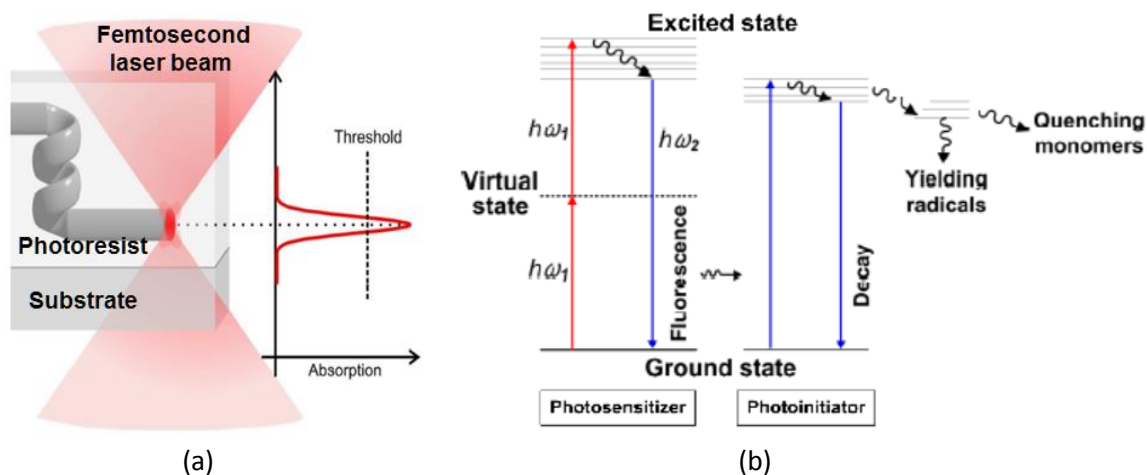 Femtosecond
laser beam
Threshold
Photoresist
Substrate
Absorption
(a)
Excited state
hω₁
hω₂
Virtual
state
hω₁
Fluorescence
Ground state
Photosensitizer
Decay
Quenching
monomers
Yielding
radicals
Photoinitiator
(b)